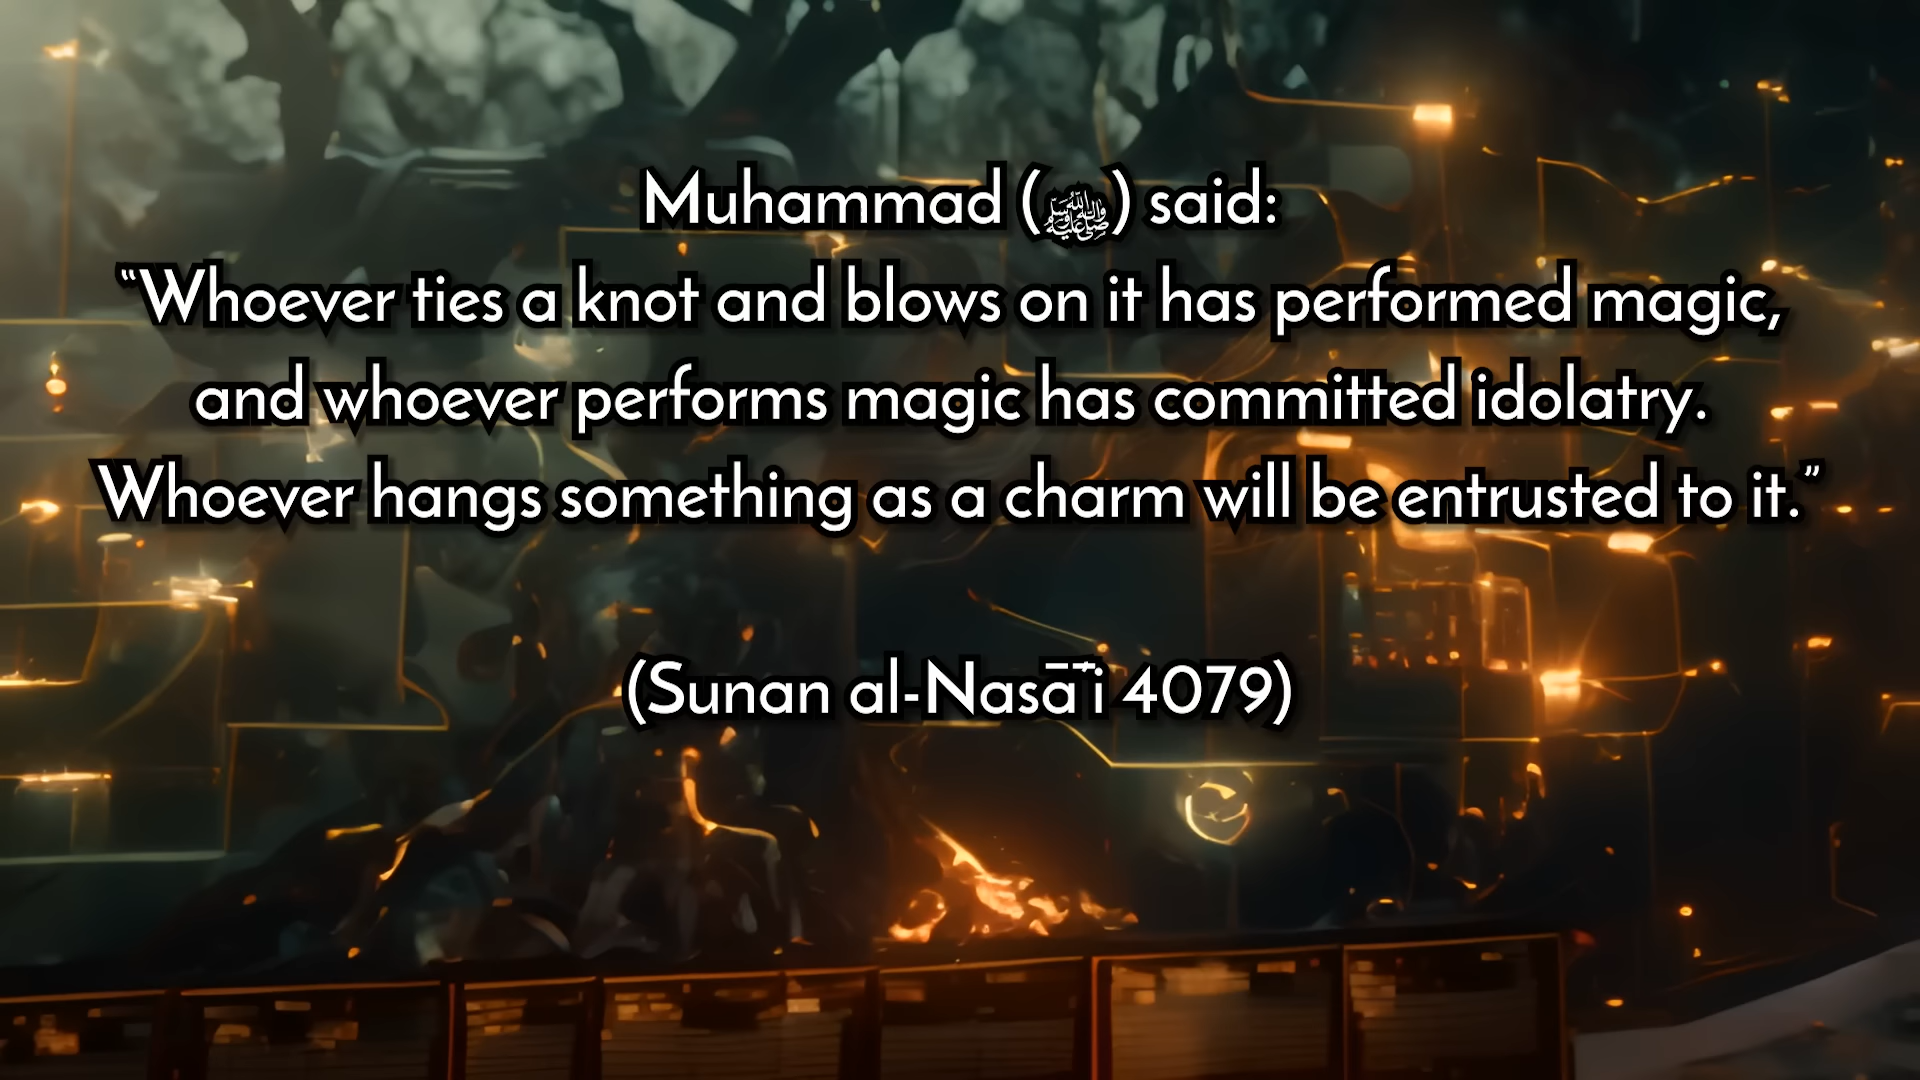 Muhammad (ﷺ) said:
“Whoever ties a knot and blows on it has performed magic,
and whoever performs magic has committed idolatry.
Whoever hangs something as a charm will be entrusted to it.”
(Sunan al-Nasā’ī 4079)